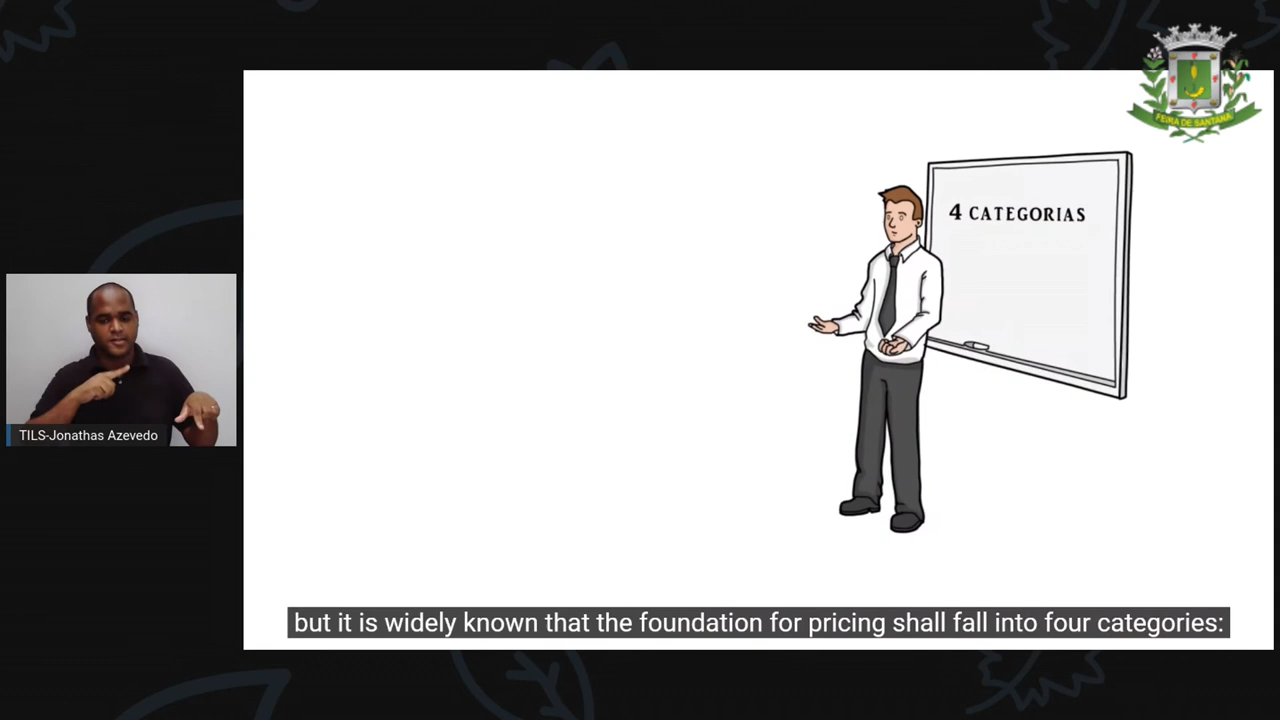 FEIRA DE SANTANA
4 CATEGORIAS
TILS-Jonathas Azevedo
but it is widely known that the foundation for pricing shall fall into four categories: